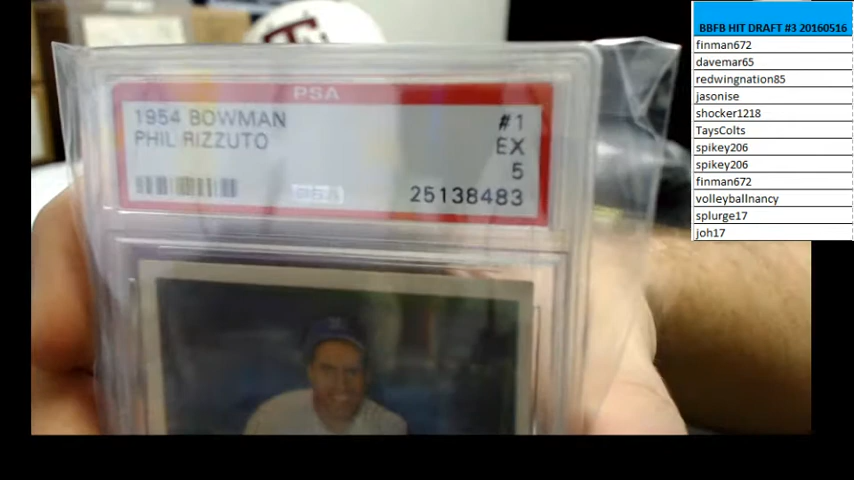 PSA
1954 BOWMAN #1
PHIL RIZZUTO EX
5
25138483
BBFB HIT DRAFT #3 20160516
finman672
davemar65
redwingnation85
jasonise
shocker1218
TaysColts
spikey206
spikey206
finman672
volleyballnancy
splurge17
joh17